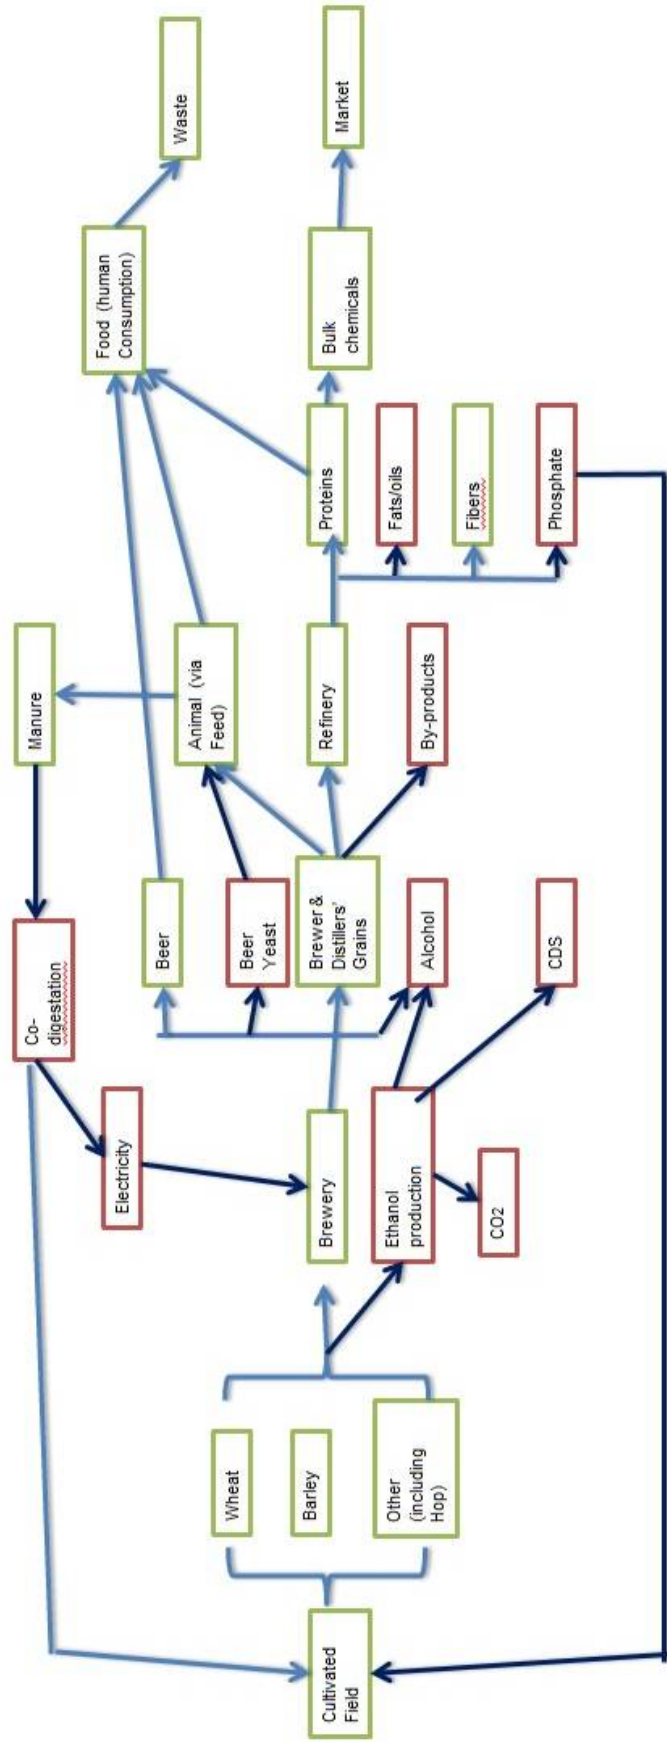 Cultivated
Field
Wheat
Barley
Other
(including
Hop)
Brewery
Ethanol
production
CO2
Electricity
Co-
digestation
Manure
Beer
Beer
Yeast
Brewer &
Distillers'
Grains
Alcohol
CDS
Animal (via
Feed)
Refinery
By-products
Proteins
Fats/oils
Fibers
Phosphate
Food (human
Consumption)
Bulk
chemicals
Waste
Market